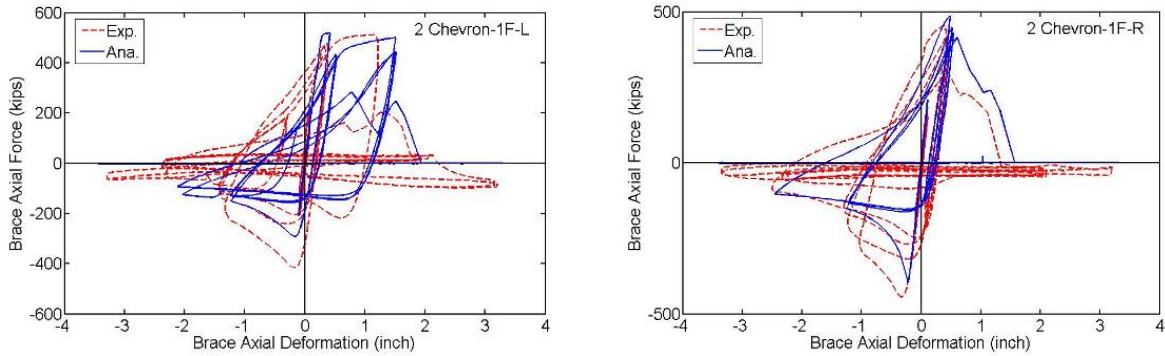 600
400
200
0
-200
-400
-600
Brace Axial Force (kips)
Exp.
Ana.
2 Chevron-1F-L
-4 -3 -2 -1 0 1 2 3 4
Brace Axial Deformation (inch)
500
0
-500
Brace Axial Force (kips)
Exp.
Ana.
2 Chevron-1F-R
-4 -3 -2 -1 0 1 2 3 4
Brace Axial Deformation (inch)